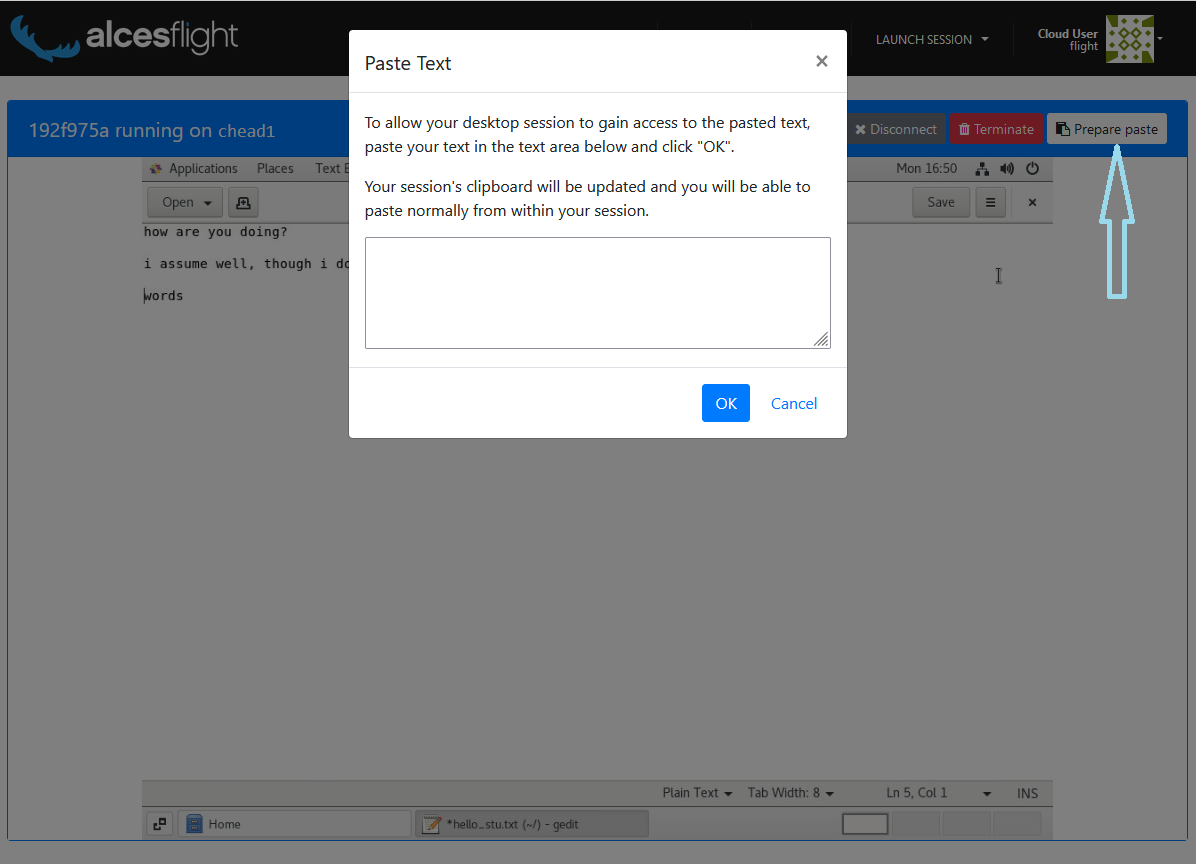 alcesflight
LAUNCH SESSION
Cloud User
flight
Paste Text
×
To allow your desktop session to gain access to the pasted text,
paste your text in the text area below and click "OK".
Your session's clipboard will be updated and you will be able to
paste normally from within your session.
OK
Cancel
192f975a running on chead1
Disconnect
Terminate
Prepare paste
Applications Places Text E
Mon 16:50
Open
Save
how are you doing?
i assume well, though i do
words
Plain Text
Tab Width: 8
Ln 5, Col 1
INS
Home
*hello_stu.txt (~/) - gedit